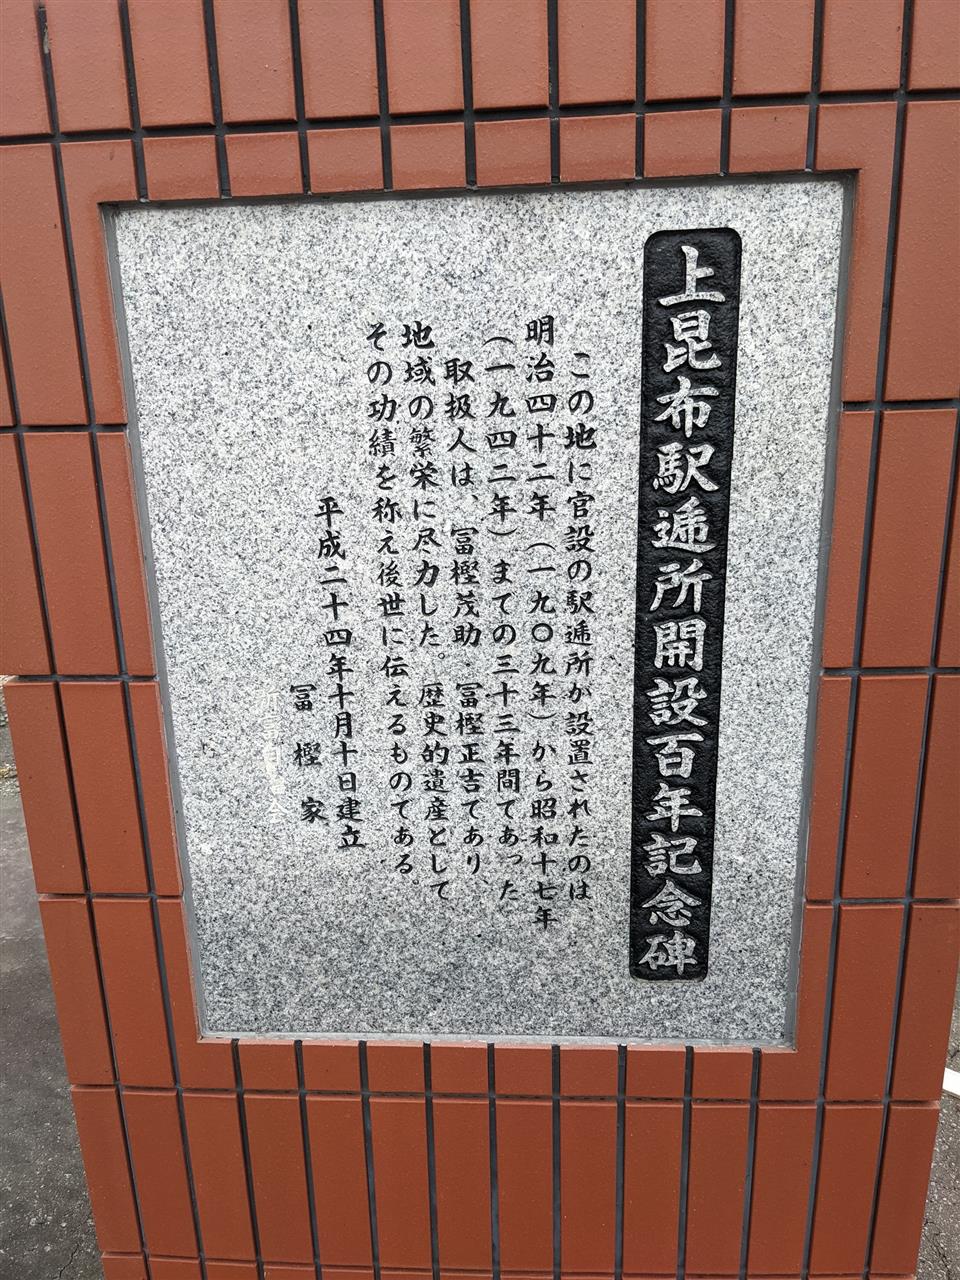 上昆布駅逓所開設百年記念碑
この地に官設の駅逓所が設置されたのは、
明治四十二年（一九〇九年）から昭和十七年
（一九四二年）までの三十三年間であった
取扱人は、冨樫茂助・冨樫正吉であり、
地域の繁栄に尽力した。歴史的遺産として
その功績を称え後世に伝えるものである。
平成二十四年十月十日建立
冨樫家